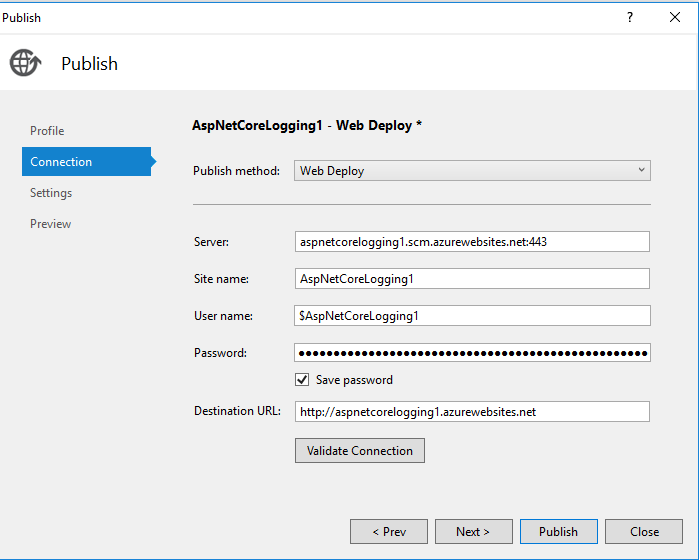 Publish
?
Publish
Profile
Connection
Settings
Preview
AspNetCoreLogging1 - Web Deploy *
Publish method: Web Deploy
Server: aspnetcorelogging1.scm.azurewebsites.net:443
Site name: AspNetCoreLogging1
User name: $AspNetCoreLogging1
Password: ●●●●●●●●●●●●●●●●●●●●●●●●●●●●●●●●●●●●●●●●●●●●●●●●●●
Save password
Destination URL: http://aspnetcorelogging1.azurewebsites.net
Validate Connection
< Prev Next > Publish Close